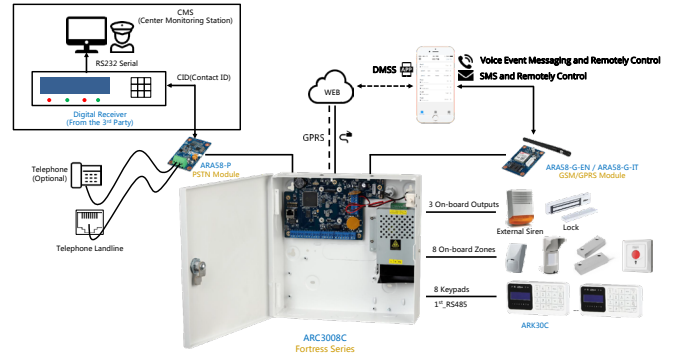 CMS
(Center Monitoring Station)
RS232 Serial
CID(Contact ID)
Digital Receiver
(From the 3rd Party)
DMSS
APP
Voice Event Messaging and Remotely Control
SMS and Remotely Control
WEB
GPRS
ARA58-P
PSTN Module
Telephone
(Optional)
Telephone Landline
ARA58-G-EN / ARA58-G-IT
GSM/GPRS Module
3 On-board Outputs
External Siren
Lock
8 On-board Zones
8 Keypads
1st_RS485
ARK30C
ARC3008C
Fortress Series